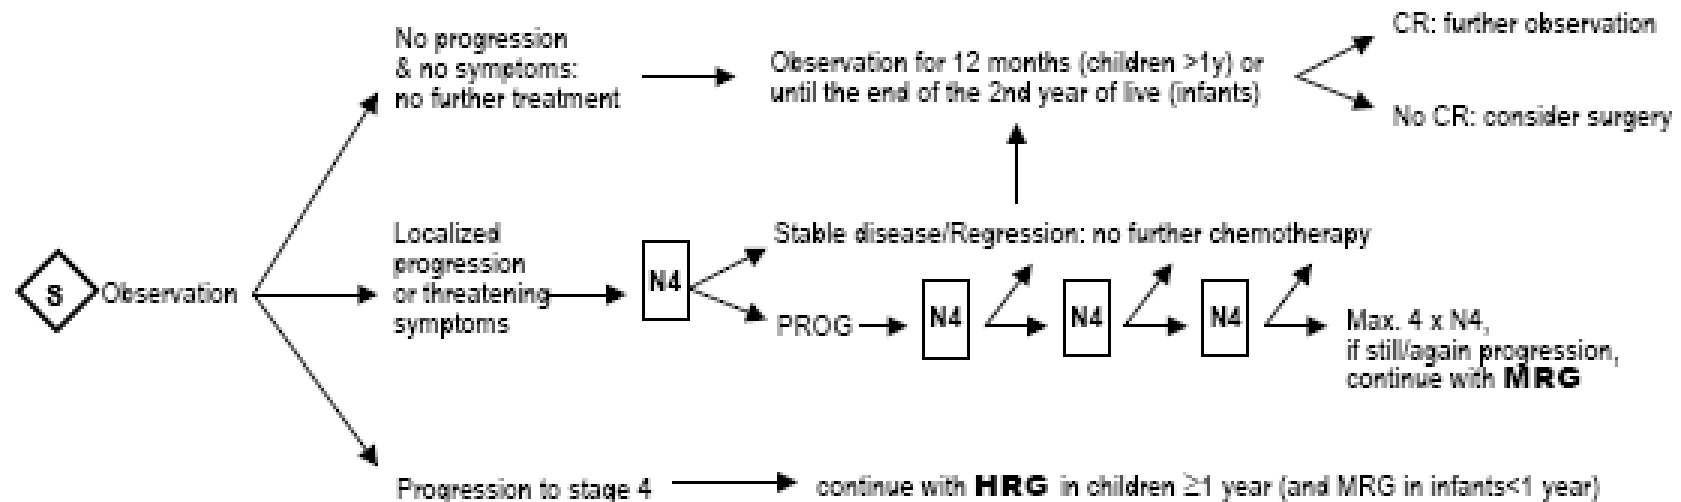 No progression
& no symptoms:
no further treatment
Observation for 12 months (children >1y) or
until the end of the 2nd year of live (infants)
CR: further observation
No CR: consider surgery
S
Observation
Localized
progression
or threatening
symptoms
N4
Stable disease/Regression: no further chemotherapy
PROG
N4
N4
N4
Max. 4 x N4,
if still/again progression,
continue with MRG
Progression to stage 4
continue with HRG in children ≥1 year (and MRG in infants<1 year)